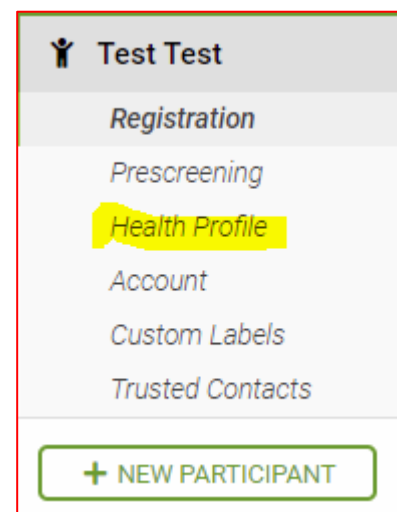 Test Test
Registration
Prescreening
Health Profile
Account
Custom Labels
Trusted Contacts
+ NEW PARTICIPANT